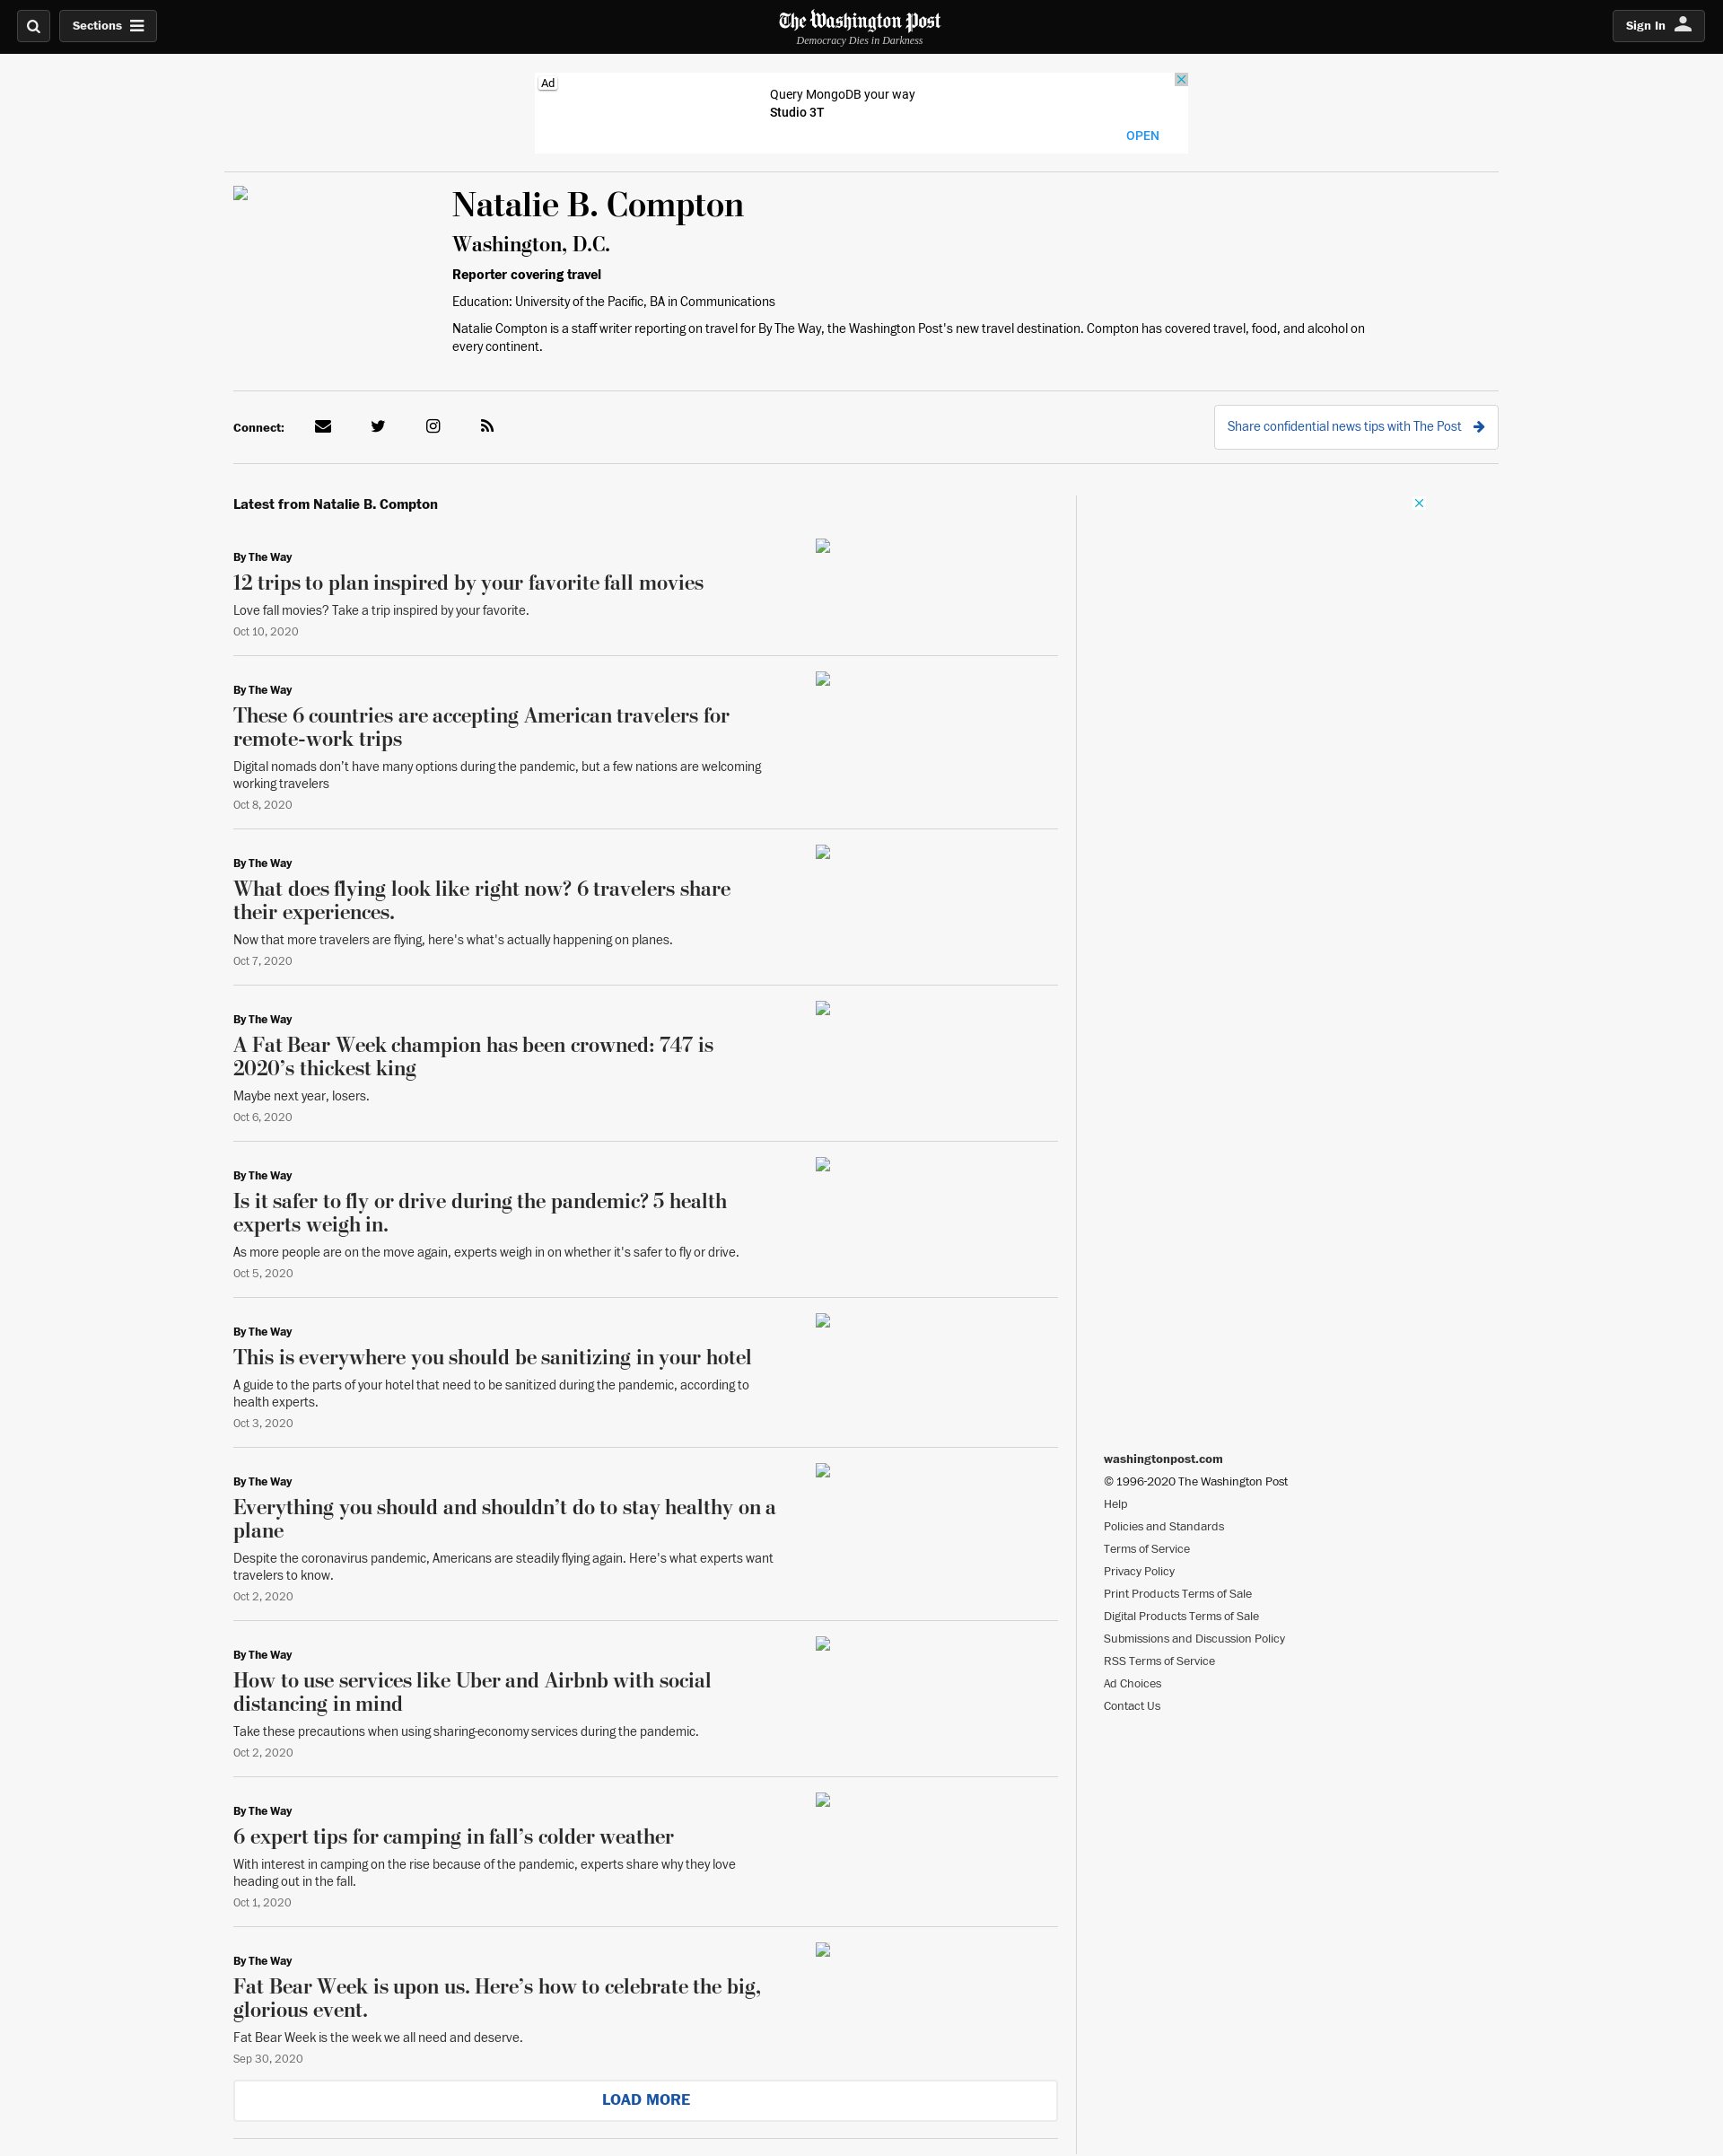 Sections
The Washington Post
Democracy Dies in Darkness
Sign In
Ad
Query MongoDB your way
Studio 3T
OPEN
Natalie B. Compton
Washington, D.C.
Reporter covering travel
Education: University of the Pacific, BA in Communications
Natalie Compton is a staff writer reporting on travel for By The Way, the Washington Post's new travel destination. Compton has covered travel, food, and alcohol on
every continent.
Connect:
Share confidential news tips with The Post
Latest from Natalie B. Compton
By The Way
12 trips to plan inspired by your favorite fall movies
Love fall movies? Take a trip inspired by your favorite.
Oct 10, 2020
By The Way
These 6 countries are accepting American travelers for
remote-work trips
Digital nomads don’t have many options during the pandemic, but a few nations are welcoming
working travelers
Oct 8, 2020
By The Way
What does flying look like right now? 6 travelers share
their experiences.
Now that more travelers are flying, here's what's actually happening on planes.
Oct 7, 2020
By The Way
A Fat Bear Week champion has been crowned: 747 is
2020’s thickest king
Maybe next year, losers.
Oct 6, 2020
By The Way
Is it safer to fly or drive during the pandemic? 5 health
experts weigh in.
As more people are on the move again, experts weigh in on whether it's safer to fly or drive.
Oct 5, 2020
By The Way
This is everywhere you should be sanitizing in your hotel
A guide to the parts of your hotel that need to be sanitized during the pandemic, according to
health experts.
Oct 3, 2020
By The Way
Everything you should and shouldn’t do to stay healthy on a
plane
Despite the coronavirus pandemic, Americans are steadily flying again. Here's what experts want
travelers to know.
Oct 2, 2020
By The Way
How to use services like Uber and Airbnb with social
distancing in mind
Take these precautions when using sharing-economy services during the pandemic.
Oct 2, 2020
By The Way
6 expert tips for camping in fall’s colder weather
With interest in camping on the rise because of the pandemic, experts share why they love
heading out in the fall.
Oct 1, 2020
By The Way
Fat Bear Week is upon us. Here’s how to celebrate the big,
glorious event.
Fat Bear Week is the week we all need and deserve.
Sep 30, 2020
LOAD MORE
washingtonpost.com
© 1996-2020 The Washington Post
Help
Policies and Standards
Terms of Service
Privacy Policy
Print Products Terms of Sale
Digital Products Terms of Sale
Submissions and Discussion Policy
RSS Terms of Service
Ad Choices
Contact Us